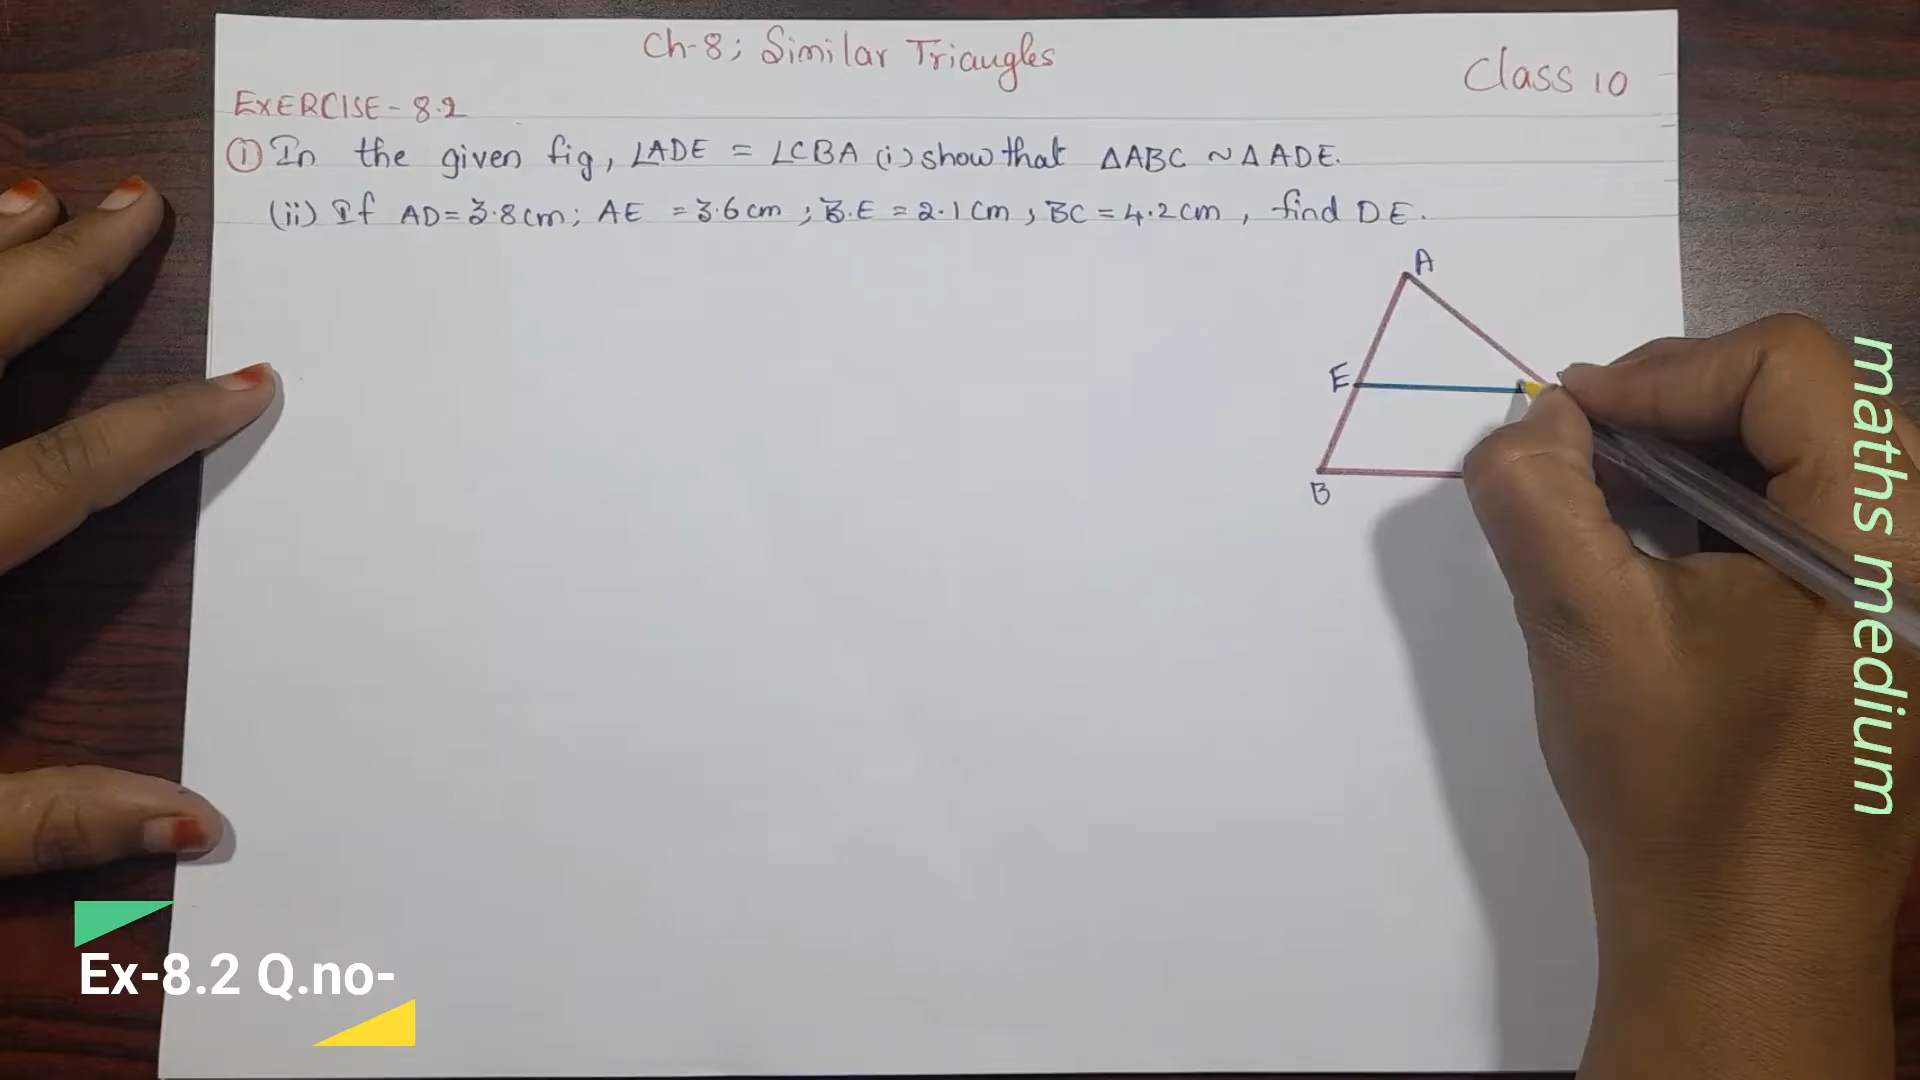 Ch-8; Similar Triangles
Class 10
EXERCISE - 8.2
① In the given fig, ∠ADE = ∠CBA (i) show that ΔABC ~ Δ ADE.
(ii) If AD = 3.8 cm; AE = 3.6 cm ; B.E = 2.1 cm , BC = 4.2 cm , find DE.
A
E
B
maths medium
Ex-8.2 Q.no-